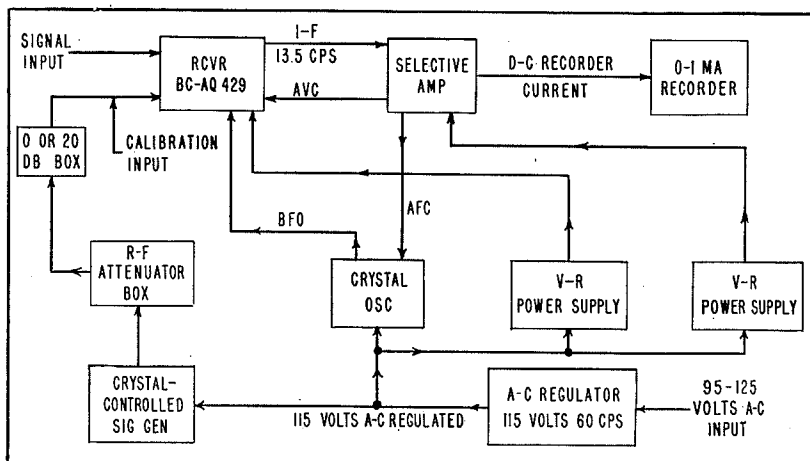 SIGNAL
INPUT
RCVR
BC-AQ 429
I-F
13.5 CPS
AVC
SELECTIVE
AMP
D-C RECORDER
CURRENT
0-1 MA
RECORDER
0 OR 20
DB BOX
CALIBRATION
INPUT
BFO
AFC
R-F
ATTENUATOR
BOX
CRYSTAL
OSC
V-R
POWER SUPPLY
V-R
POWER SUPPLY
CRYSTAL-
CONTROLLED
SIG GEN
115 VOLTS A-C REGULATED
A-C REGULATOR
115 VOLTS 60 CPS
95-125
VOLTS A-C
INPUT